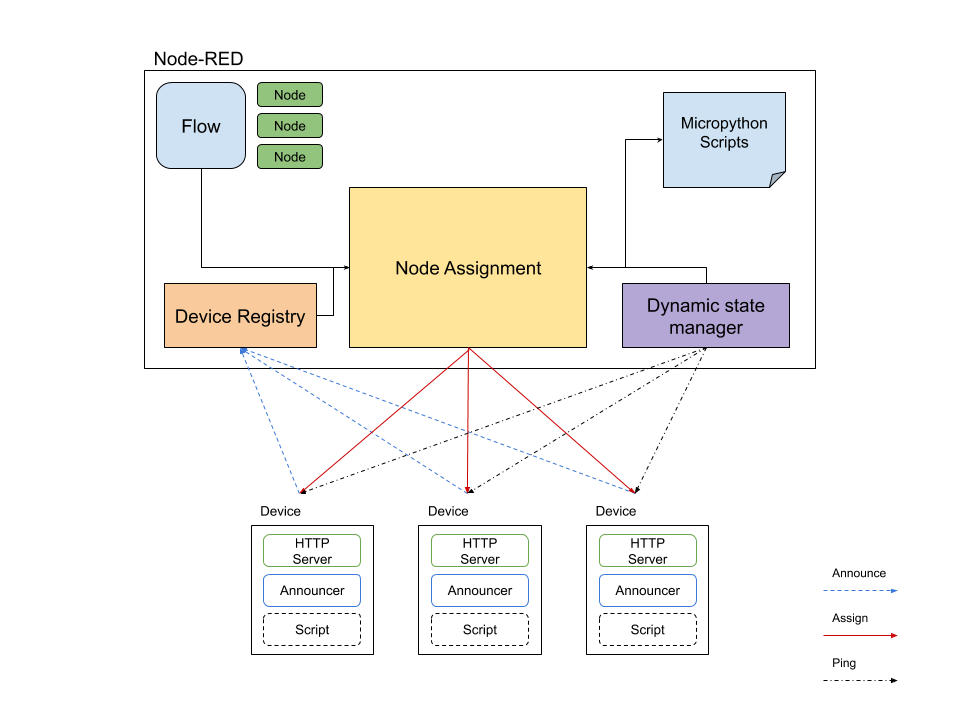 Node-RED
Flow
Node
Node
Node
Micropython
Scripts
Node Assignment
Device Registry
Dynamic state
manager
Device
HTTP
Server
Announcer
Script
Device
HTTP
Server
Announcer
Script
Device
HTTP
Server
Announcer
Script
Announce
Assign
Ping